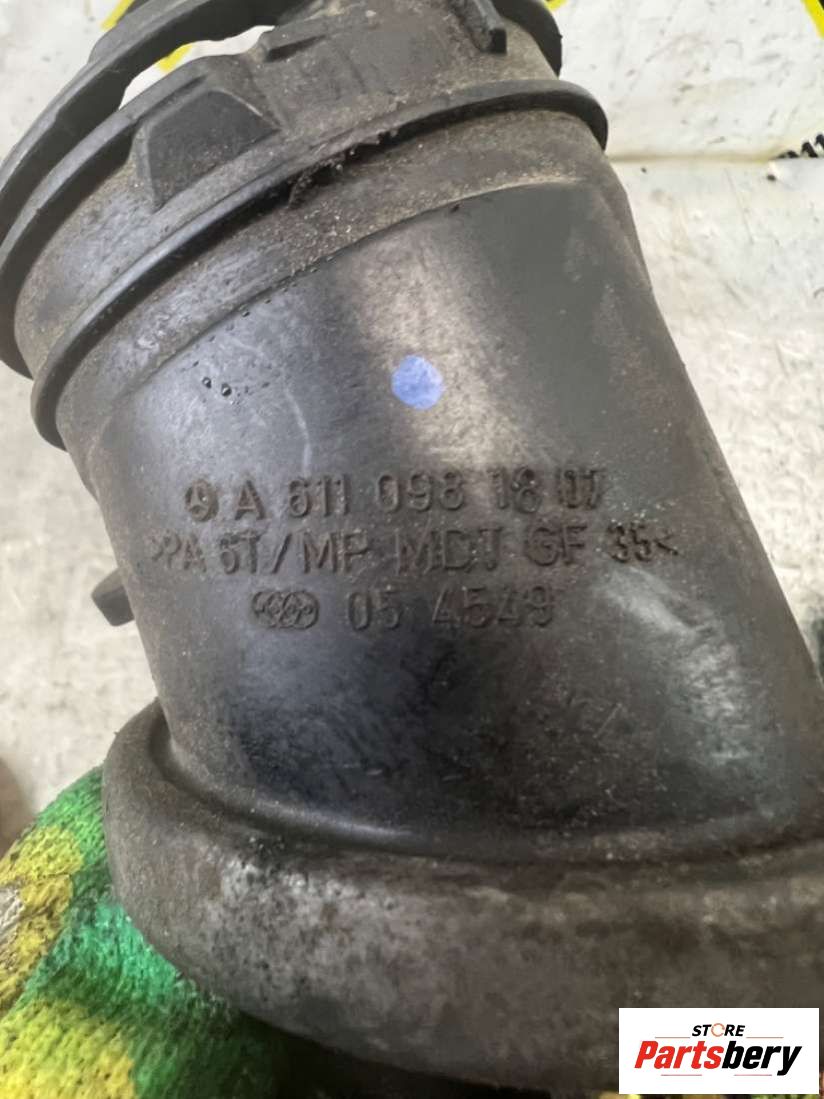 A 611 098 18 07
>PA 6T/MP MDT GF 35<
05 4549
STORE
Partsbery